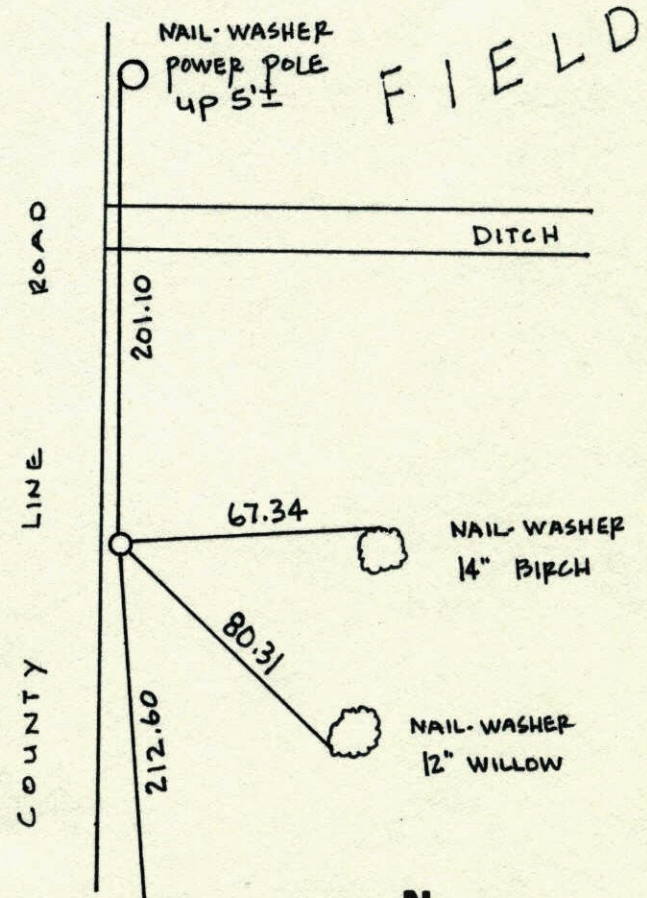 NAIL-WASHER
POWER POLE
UP 5'±
FIELD
DITCH
201.10
COUNTY LINE ROAD
67.34
NAIL-WASHER
14" BIRCH
80.31
NAIL-WASHER
12" WILLOW
212.60
N